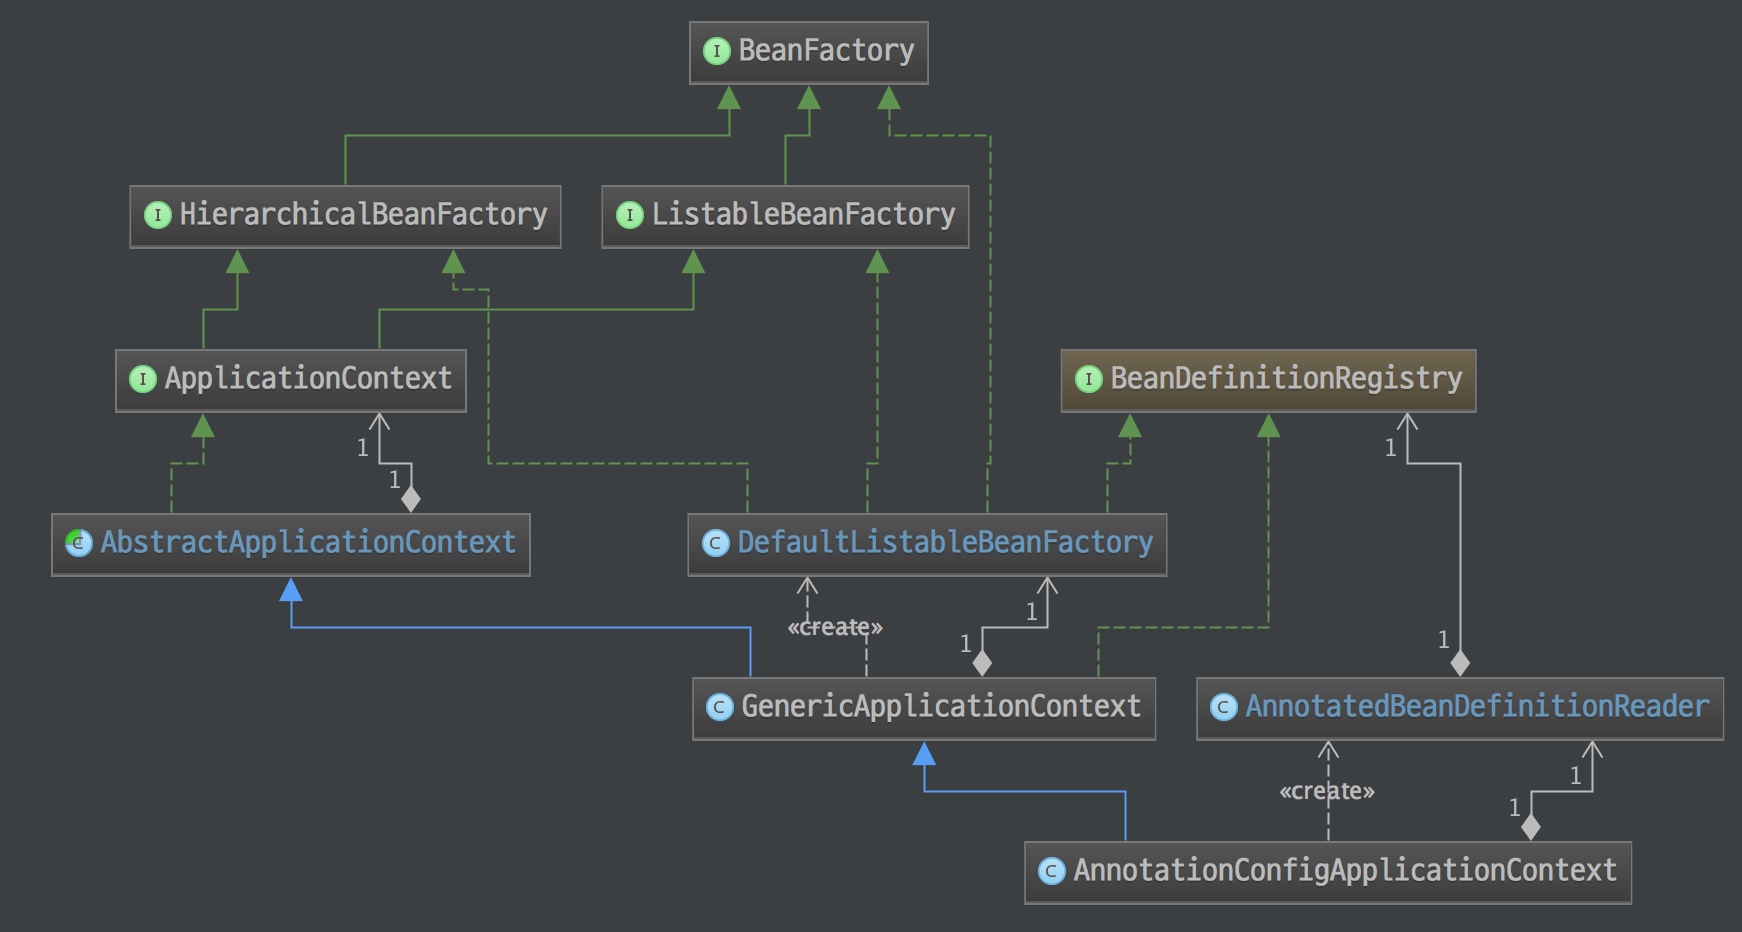 I BeanFactory
I HierarchicalBeanFactory
I ListableBeanFactory
I ApplicationContext
I BeanDefinitionRegistry
1
1
1
C AbstractApplicationContext
C DefaultListableBeanFactory
1
«create»
1
1
C GenericApplicationContext
C AnnotatedBeanDefinitionReader
1
«create»
1
C AnnotationConfigApplicationContext